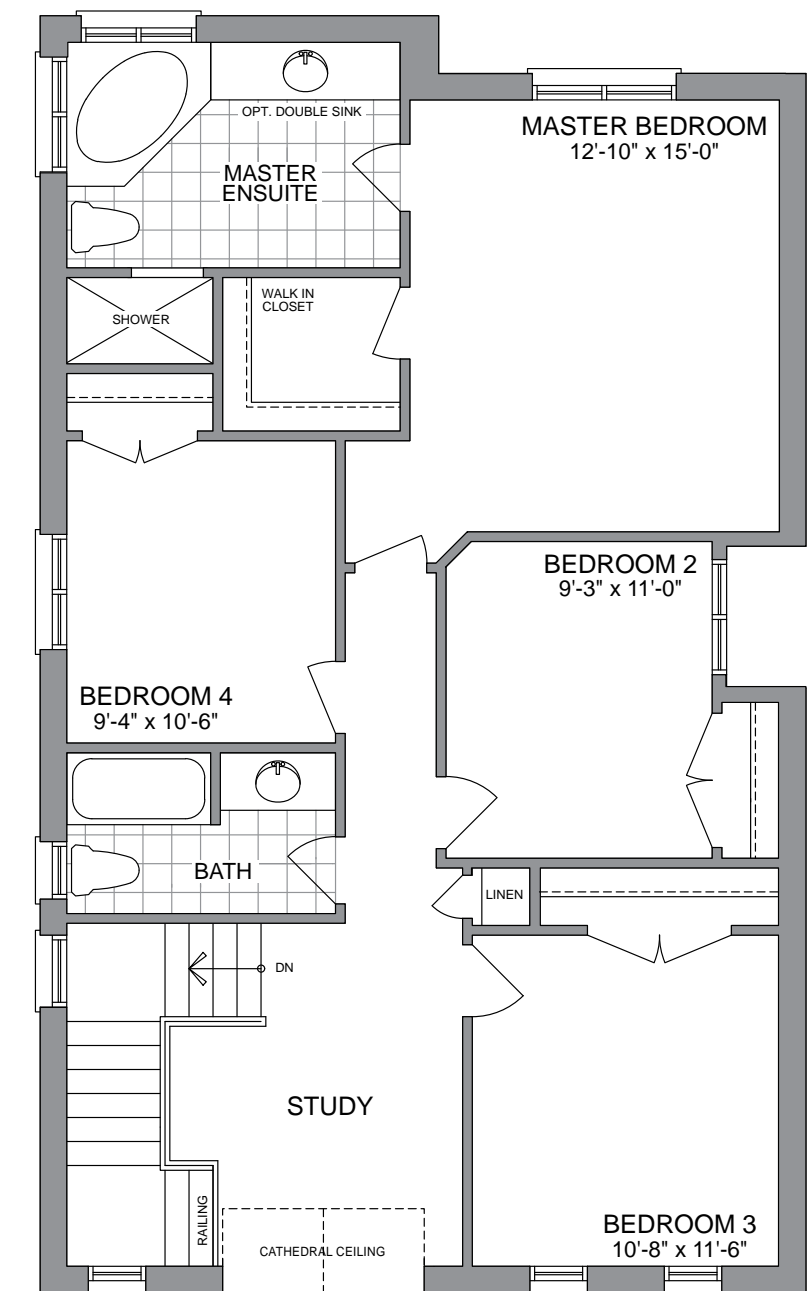 OPT. DOUBLE SINK
MASTER BEDROOM
12'-10" x 15'-0"
MASTER
ENSUITE
WALK IN
CLOSET
SHOWER
BEDROOM 2
9'-3" x 11'-0"
BEDROOM 4
9'-4" x 10'-6"
BATH
LINEN
DN
STUDY
RAILING
CATHEDRAL CEILING
BEDROOM 3
10'-8" x 11'-6"